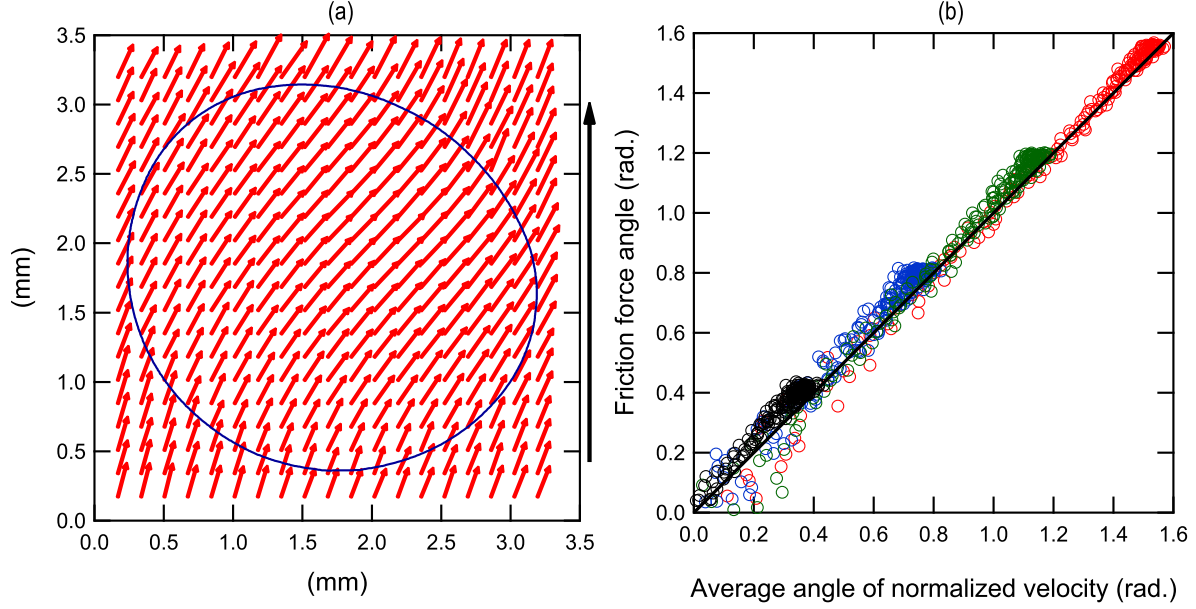 (a)
3.5
3.0
2.5
2.0
1.5
1.0
0.5
0.0
(mm)
0.0 0.5 1.0 1.5 2.0 2.5 3.0 3.5
(mm)
(b)
1.6
1.4
1.2
1.0
0.8
0.6
0.4
0.2
0.0
Friction force angle (rad.)
0.0 0.2 0.4 0.6 0.8 1.0 1.2 1.4 1.6
Average angle of normalized velocity (rad.)